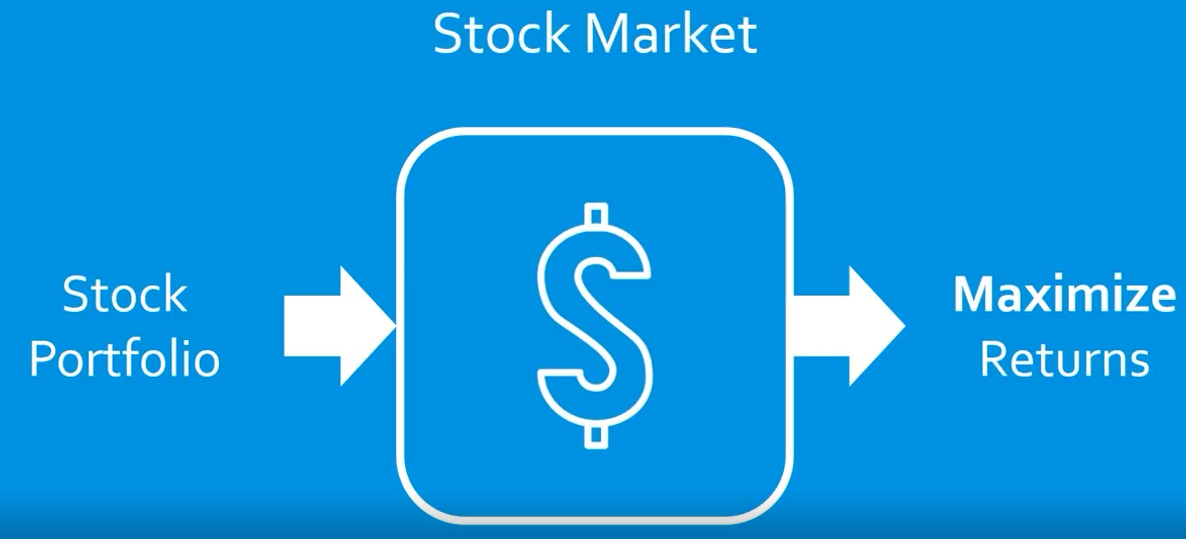 Stock Market
Stock
Portfolio
$
Maximize
Returns